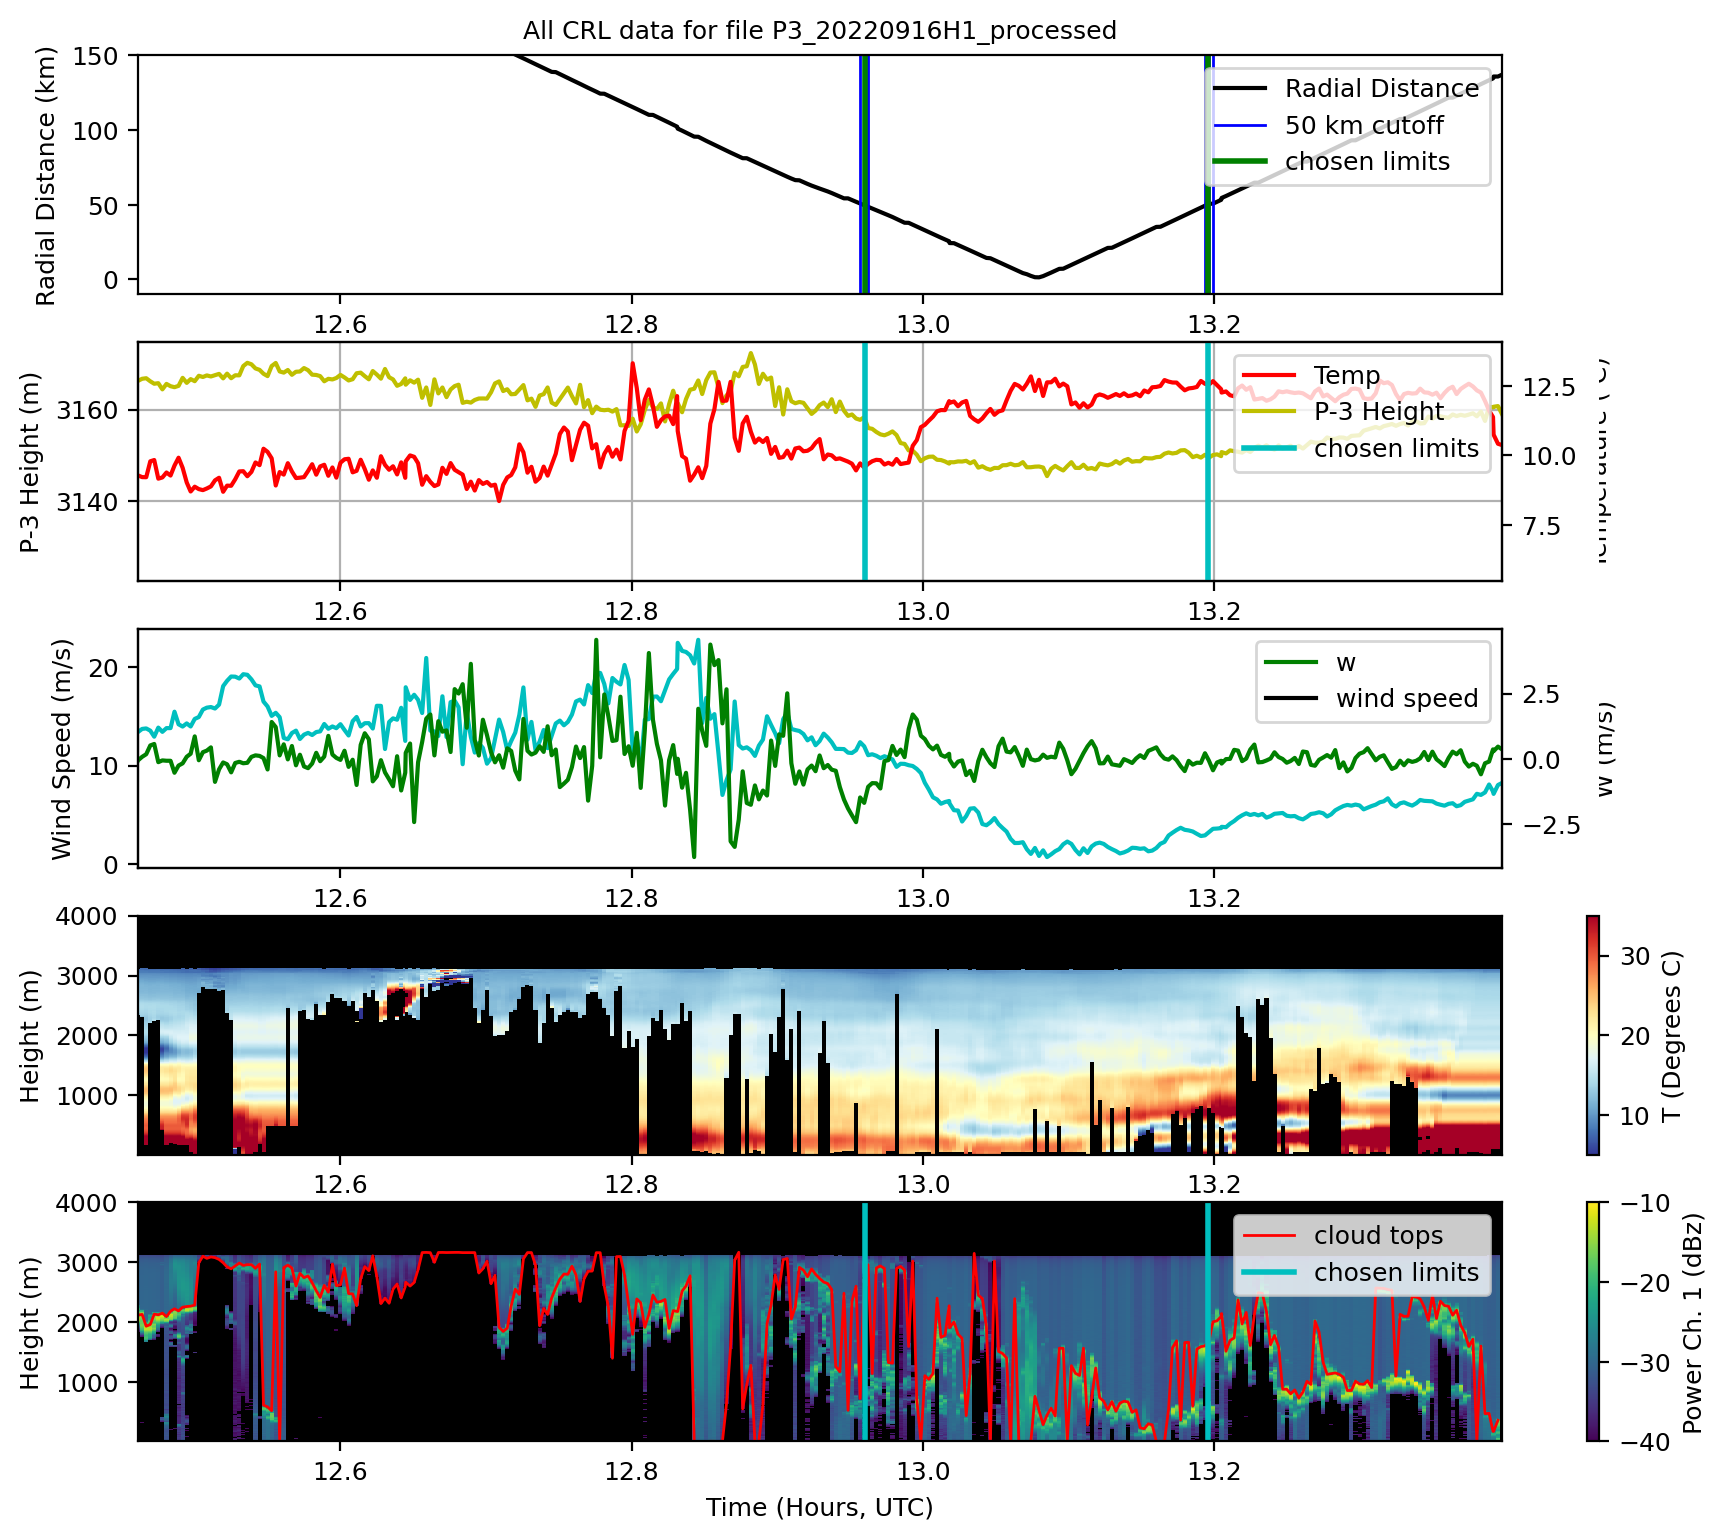 All CRL data for file P3_20220916H1_processed
Radial Distance (km)
150
100
50
0
Radial Distance
50 km cutoff
chosen limits
12.6 12.8 13.0 13.2
P-3 Height (m)
3160
3140
Temp
P-3 Height
chosen limits
12.5
10.0
7.5
12.6 12.8 13.0 13.2
Wind Speed (m/s)
20
10
0
w
wind speed
2.5
0.0
−2.5
w (m/s)
12.6 12.8 13.0 13.2
Height (m)
4000
3000
2000
1000
30
20
10
T (Degrees C)
12.6 12.8 13.0 13.2
Height (m)
4000
3000
2000
1000
cloud tops
chosen limits
−10
−20
−30
−40
Power Ch. 1 (dBz)
12.6 12.8 13.0 13.2
Time (Hours, UTC)